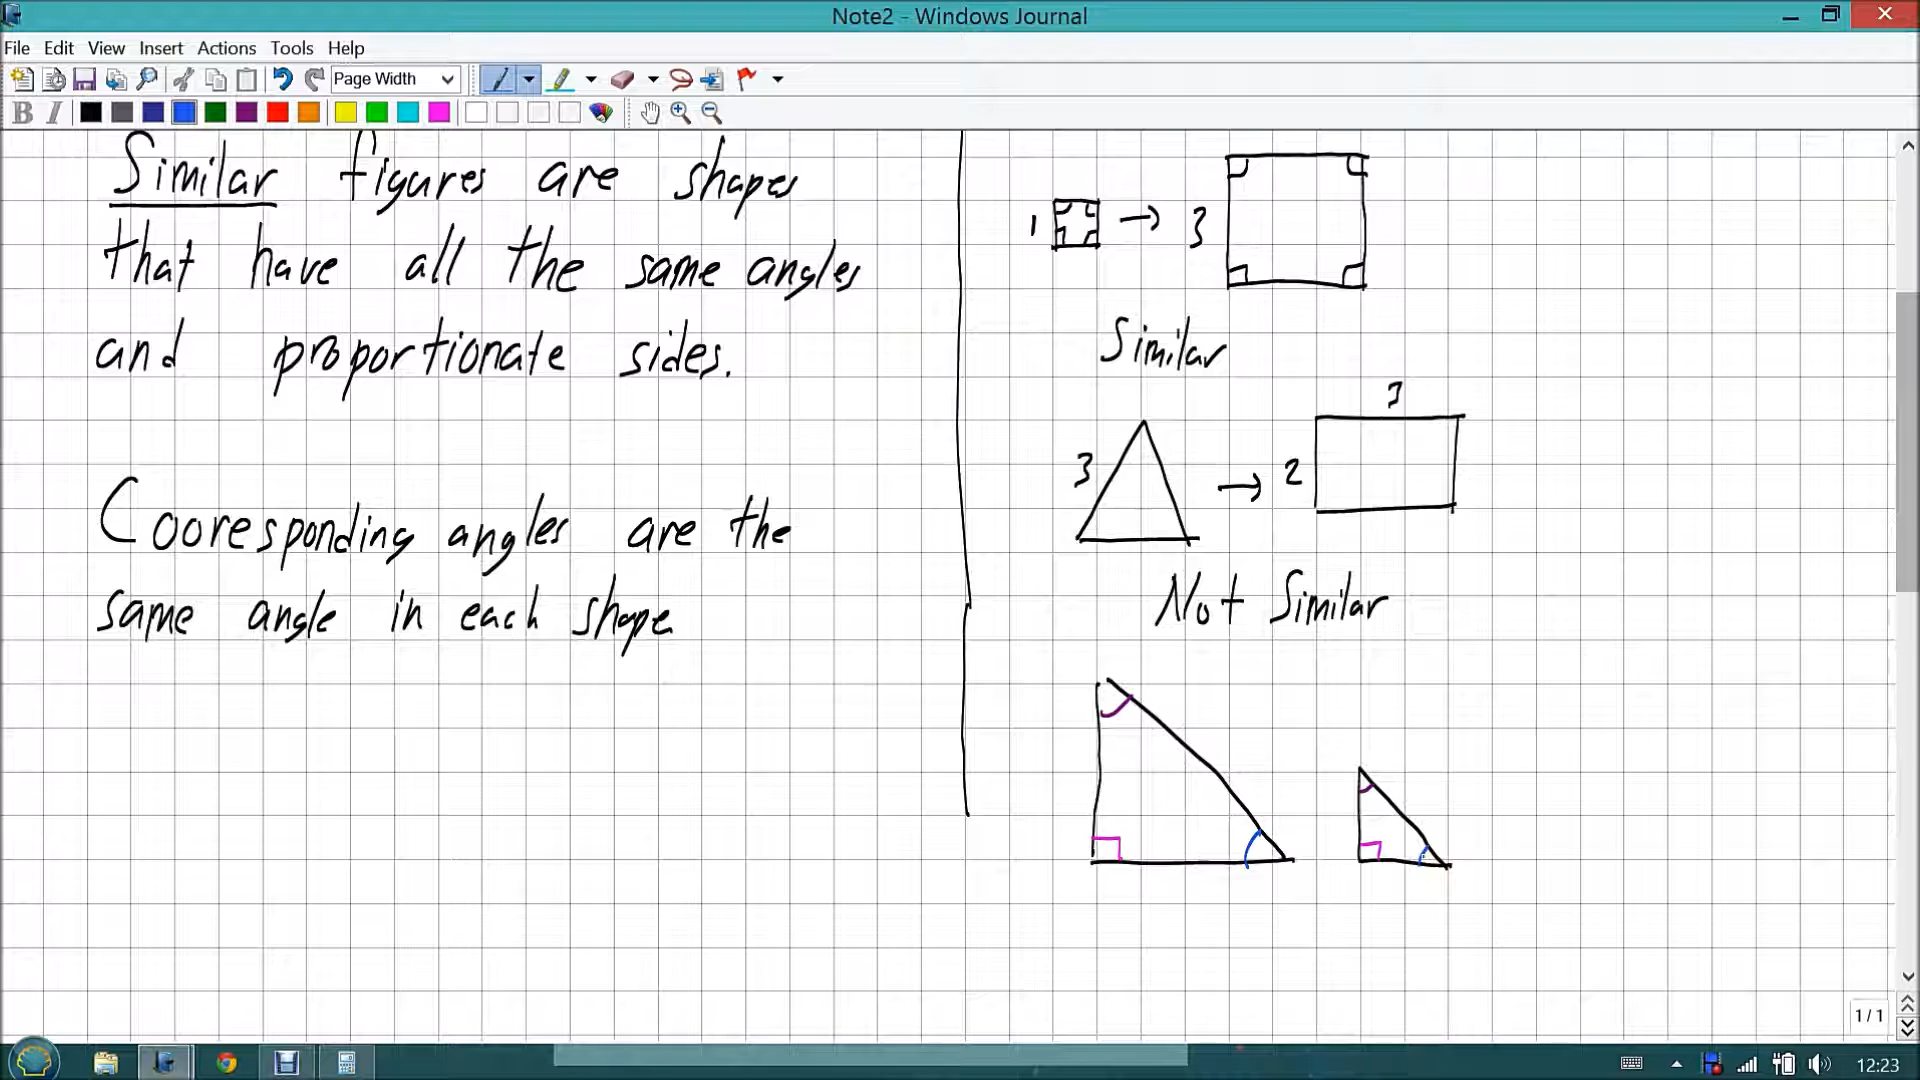 Note2 - Windows Journal
File Edit View Insert Actions Tools Help
Page Width
B I
Similar figures are shapes
that have all the same angles
and proportionate sides.
Cooresponding angles are the
same angle in each shape
1 → 3
Similar
3
3 → 2
Not Similar
1 / 1
12:23